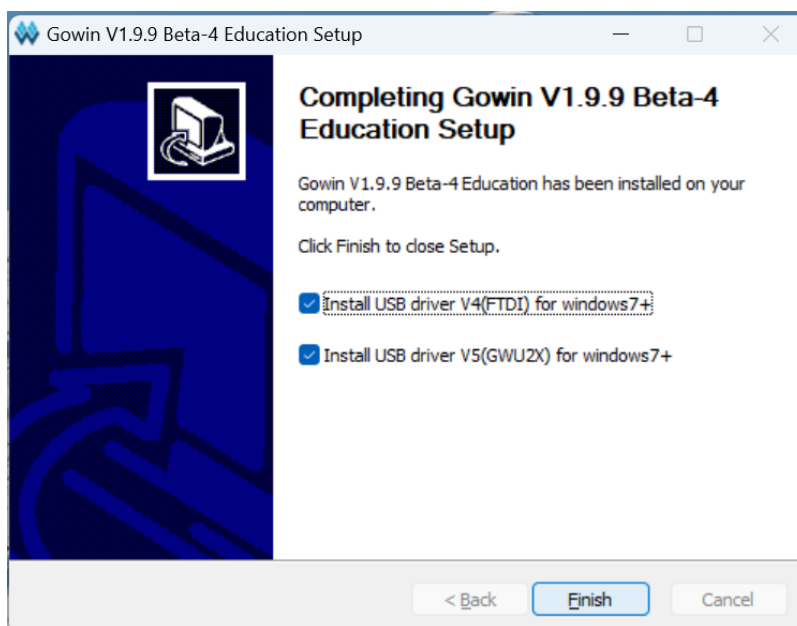 Gowin V1.9.9 Beta-4 Education Setup
Completing Gowin V1.9.9 Beta-4
Education Setup
Gowin V1.9.9 Beta-4 Education has been installed on your
computer.
Click Finish to close Setup.
Install USB driver V4(FTDI) for windows7+
Install USB driver V5(GWU2X) for windows7+
< Back
Finish
Cancel